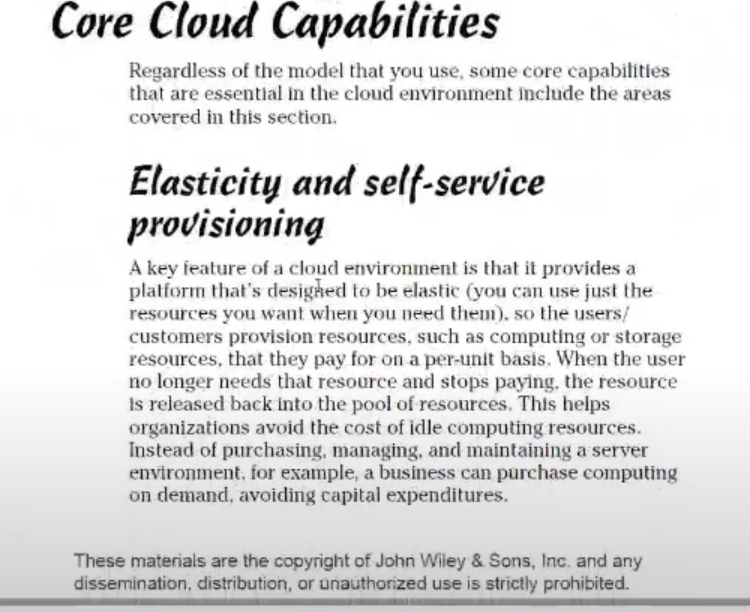 Core Cloud Capabilities
Regardless of the model that you use, some core capabilities
that are essential in the cloud environment include the areas
covered in this section.
Elasticity and self-service
provisioning
A key feature of a cloud environment is that it provides a
platform that's designed to be elastic (you can use just the
resources you want when you need them), so the users/
customers provision resources, such as computing or storage
resources, that they pay for on a per-unit basis. When the user
no longer needs that resource and stops paying, the resource
is released back into the pool of resources. This helps
organizations avoid the cost of idle computing resources.
Instead of purchasing, managing, and maintaining a server
environment, for example, a business can purchase computing
on demand, avoiding capital expenditures.
These materials are the copyright of John Wiley & Sons, Inc. and any
dissemination, distribution, or unauthorized use is strictly prohibited.